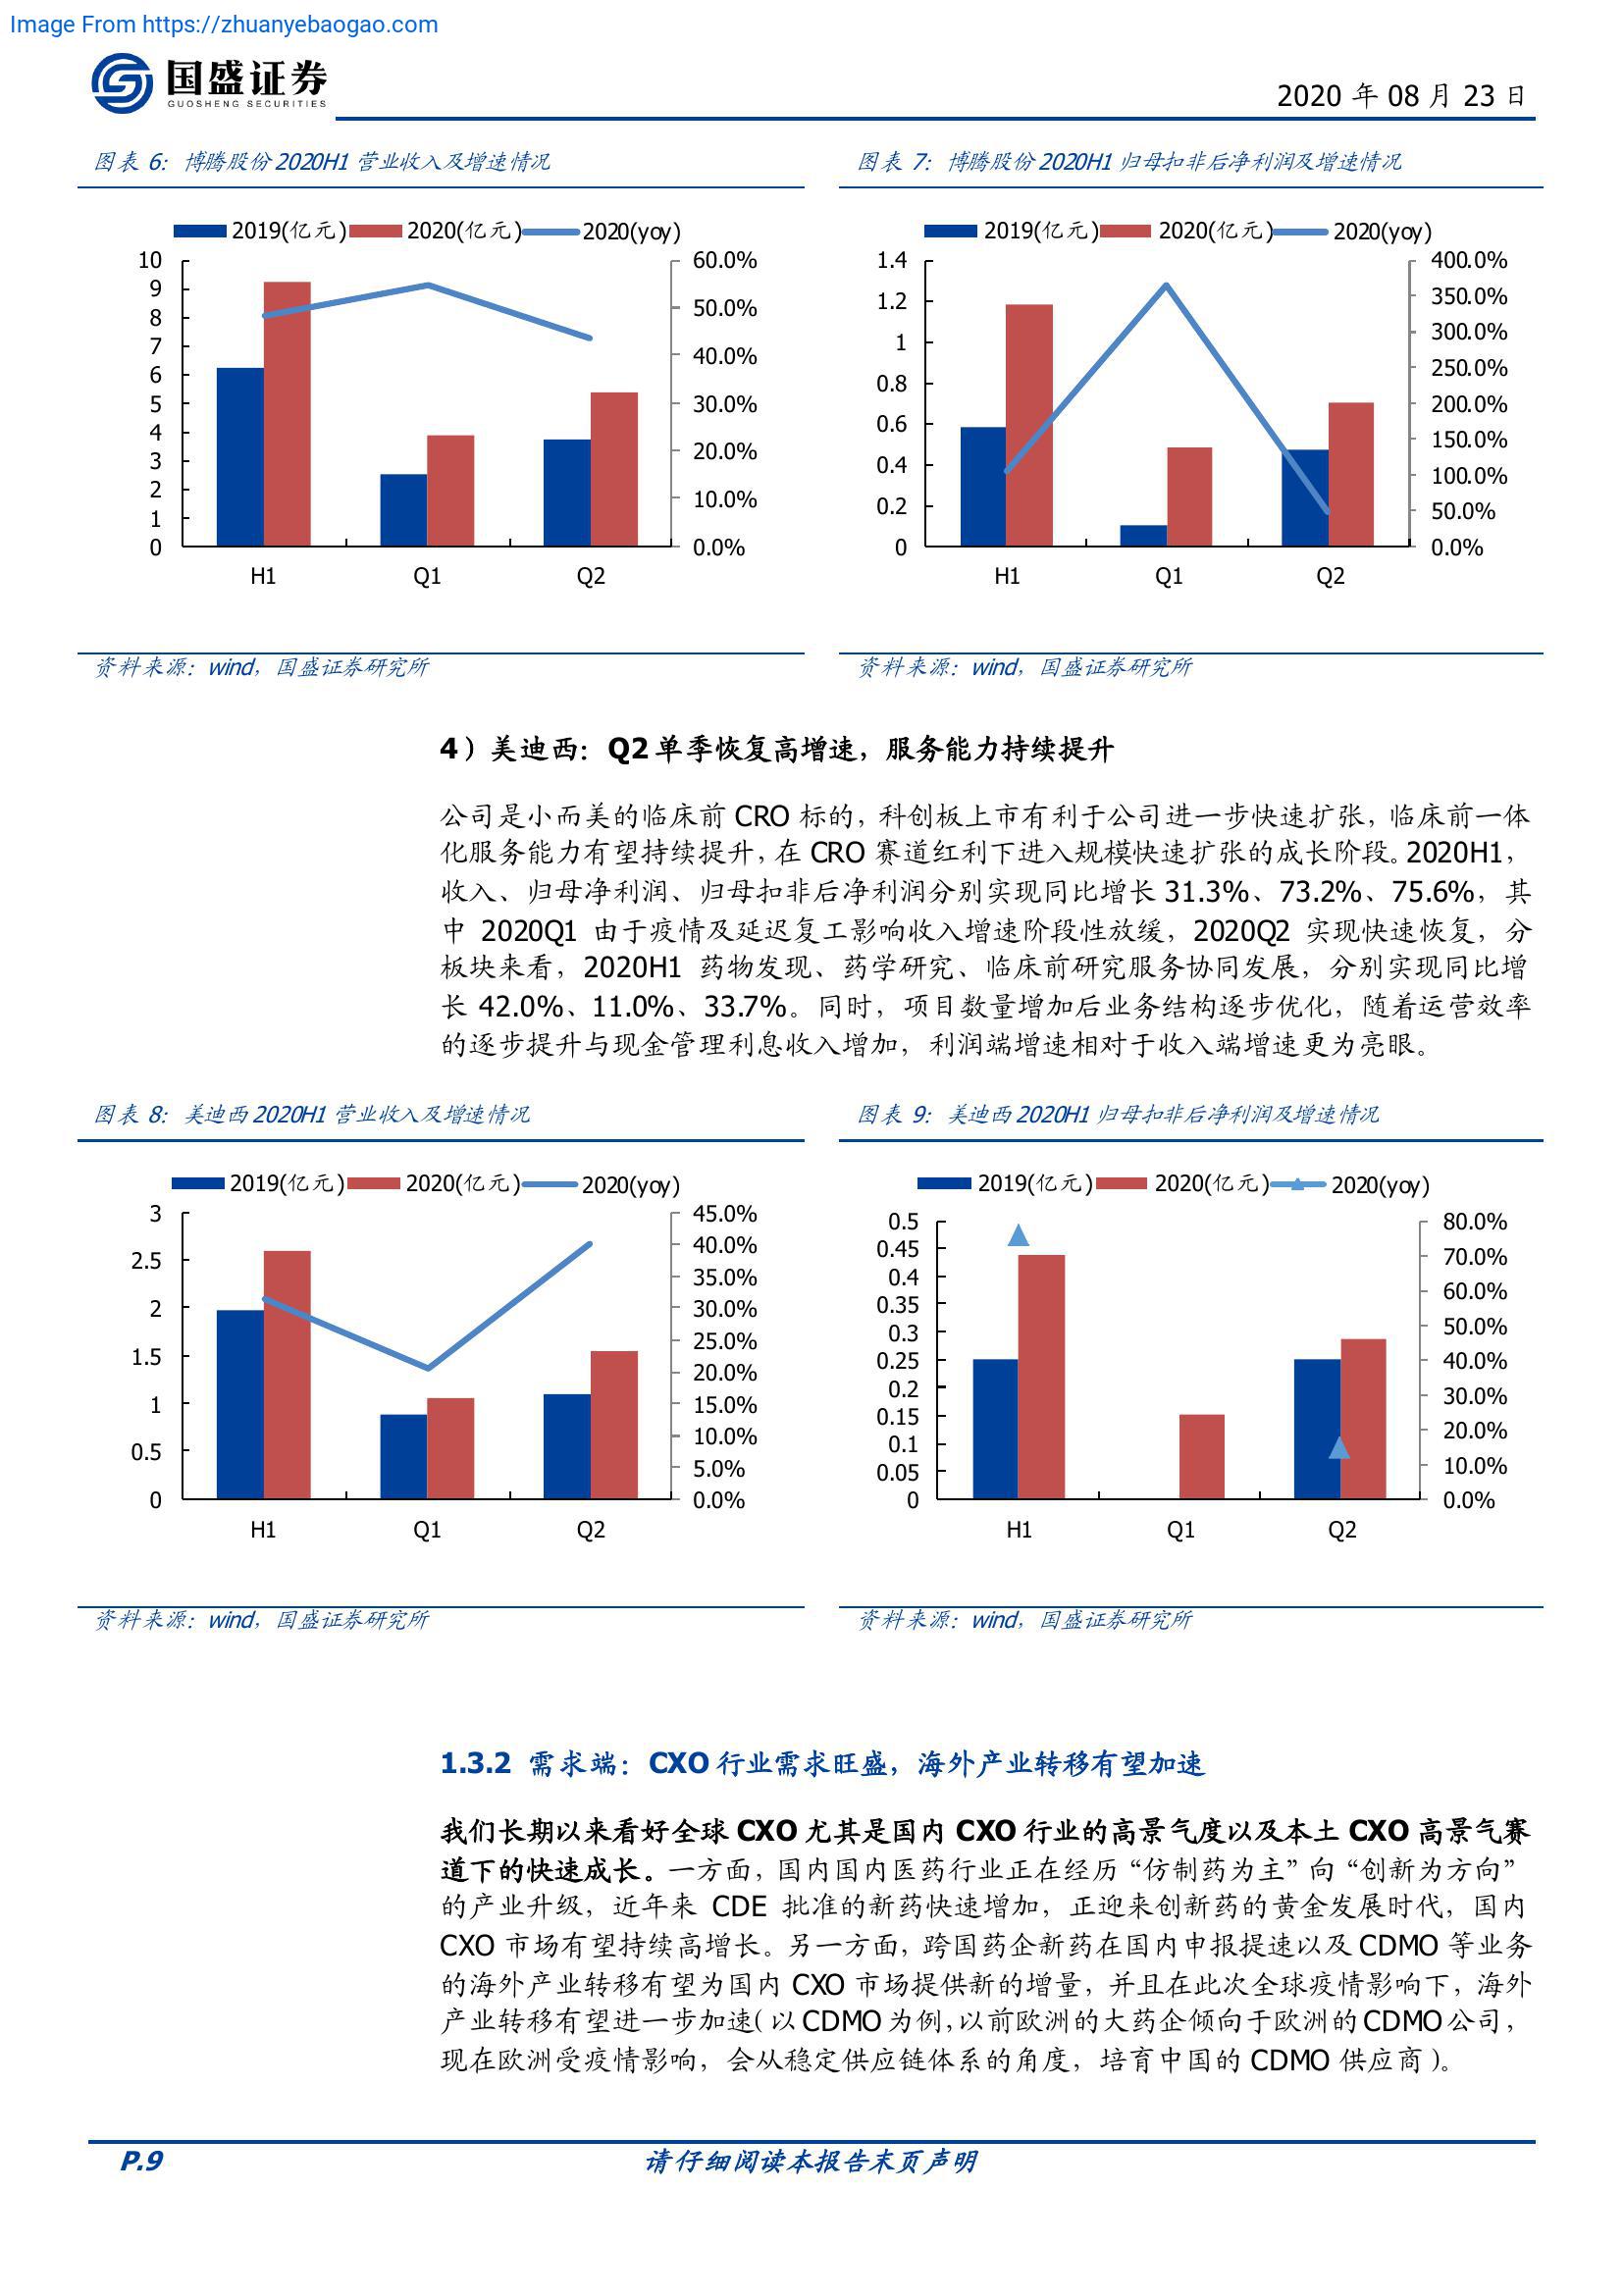 Image From https://zhuanyebaogao.com
国盛证券
GUOSHENG SECURITIES
2020 年 08 月 23 日
图表 6: 博腾股份 2020H1 营业收入及增速情况
2019(亿元) 2020(亿元) 2020(yoy)
10
9
8
7
6
5
4
3
2
1
0
60.0%
50.0%
40.0%
30.0%
20.0%
10.0%
0.0%
H1 Q1 Q2
资料来源：wind，国盛证券研究所
图表 7: 博腾股份 2020H1 归母扣非后净利润及增速情况
2019(亿元) 2020(亿元) 2020(yoy)
1.4
1.2
1
0.8
0.6
0.4
0.2
0
400.0%
350.0%
300.0%
250.0%
200.0%
150.0%
100.0%
50.0%
0.0%
H1 Q1 Q2
资料来源：wind，国盛证券研究所
4）美迪西：Q2 单季恢复高增速，服务能力持续提升
公司是小而美的临床前 CRO 标的，科创板上市有利于公司进一步快速扩张，临床前一体
化服务能力有望持续提升，在 CRO 赛道红利下进入规模快速扩张的成长阶段。2020H1，
收入、归母净利润、归母扣非后净利润分别实现同比增长 31.3%、73.2%、75.6%，其
中 2020Q1 由于疫情及延迟复工影响收入增速阶段性放缓，2020Q2 实现快速恢复，分
板块来看，2020H1 药物发现、药学研究、临床前研究服务协同发展，分别实现同比增
长 42.0%、11.0%、33.7%。同时，项目数量增加后业务结构逐步优化，随着运营效率
的逐步提升与现金管理利息收入增加，利润端增速相对于收入端增速更为亮眼。
图表 8: 美迪西 2020H1 营业收入及增速情况
2019(亿元) 2020(亿元) 2020(yoy)
3
2.5
2
1.5
1
0.5
0
45.0%
40.0%
35.0%
30.0%
25.0%
20.0%
15.0%
10.0%
5.0%
0.0%
H1 Q1 Q2
资料来源：wind，国盛证券研究所
图表 9: 美迪西 2020H1 归母扣非后净利润及增速情况
2019(亿元) 2020(亿元) 2020(yoy)
0.5
0.45
0.4
0.35
0.3
0.25
0.2
0.15
0.1
0.05
0
80.0%
70.0%
60.0%
50.0%
40.0%
30.0%
20.0%
10.0%
0.0%
H1 Q1 Q2
资料来源：wind，国盛证券研究所
1.3.2 需求端：CXO 行业需求旺盛，海外产业转移有望加速
我们长期以来看好全球 CXO 尤其是国内 CXO 行业的高景气度以及本土 CXO 高景气赛
道下的快速成长。一方面，国内国内医药行业正在经历“仿制药为主”向“创新为方向”
的产业升级，近年来 CDE 批准的新药快速增加，正迎来创新药的黄金发展时代，国内
CXO 市场有望持续高增长。另一方面，跨国药企新药在国内申报提速以及 CDMO 等业务
的海外产业转移有望为国内 CXO 市场提供新的增量，并且在此次全球疫情影响下，海外
产业转移有望进一步加速（以 CDMO 为例，以前欧洲的大药企倾向于欧洲的 CDMO 公司，
现在欧洲受疫情影响，会从稳定供应链体系的角度，培育中国的 CDMO 供应商）。
P.9
请仔细阅读本报告末页声明